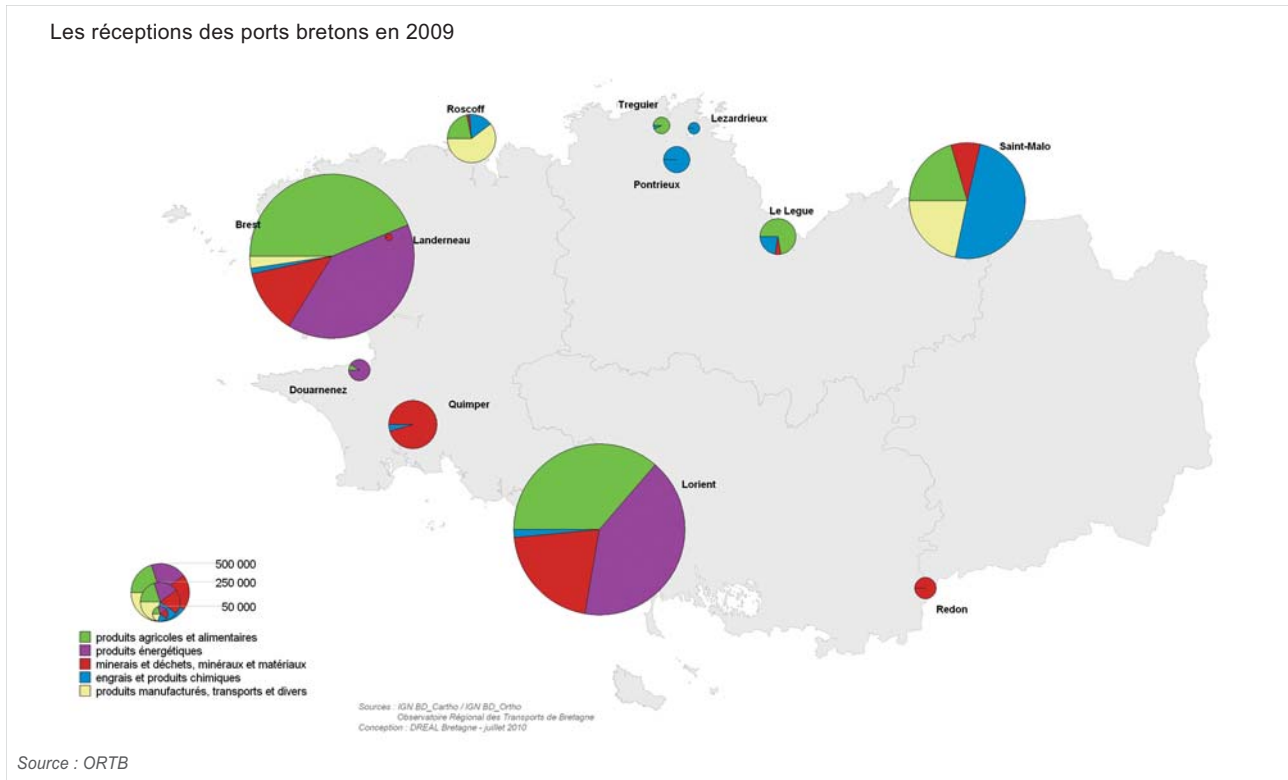 Les réceptions des ports bretons en 2009
Roscoff
Treguier
Lezardrieux
Saint-Malo
Pontrieux
Le Legue
Brest
Landerneau
Douarnenez
Quimper
Lorient
Redon
500 000
250 000
50 000
produits agricoles et alimentaires
produits énergétiques
minerais et déchets, minéraux et matériaux
engrais et produits chimiques
produits manufacturés, transports et divers
Sources : IGN BD_Cartho / IGN BD_Ortho
Observatoire Régional des Transports de Bretagne
Conception : DREAL Bretagne - juillet 2010
Source : ORTB